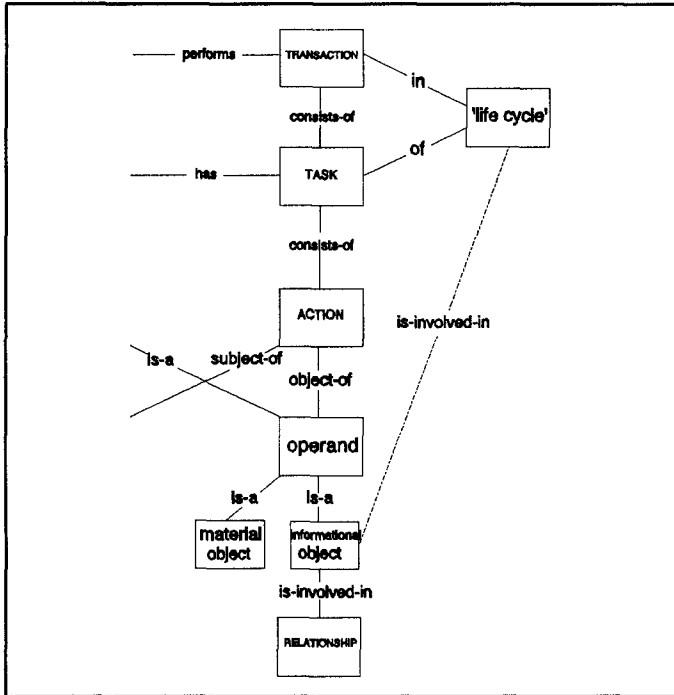 performs
TRANSACTION
in
consists-of
'life cycle'
of
has
TASK
consists-of
ACTION
is-involved-in
is-a
subject-of
object-of
operand
is-a
is-a
material
object
informational
object
is-involved-in
RELATIONSHIP